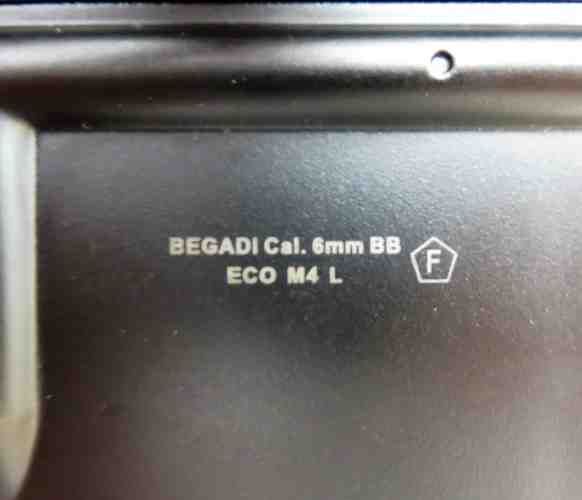 BEGADI Cal. 6mm BB
ECO M4 L
F